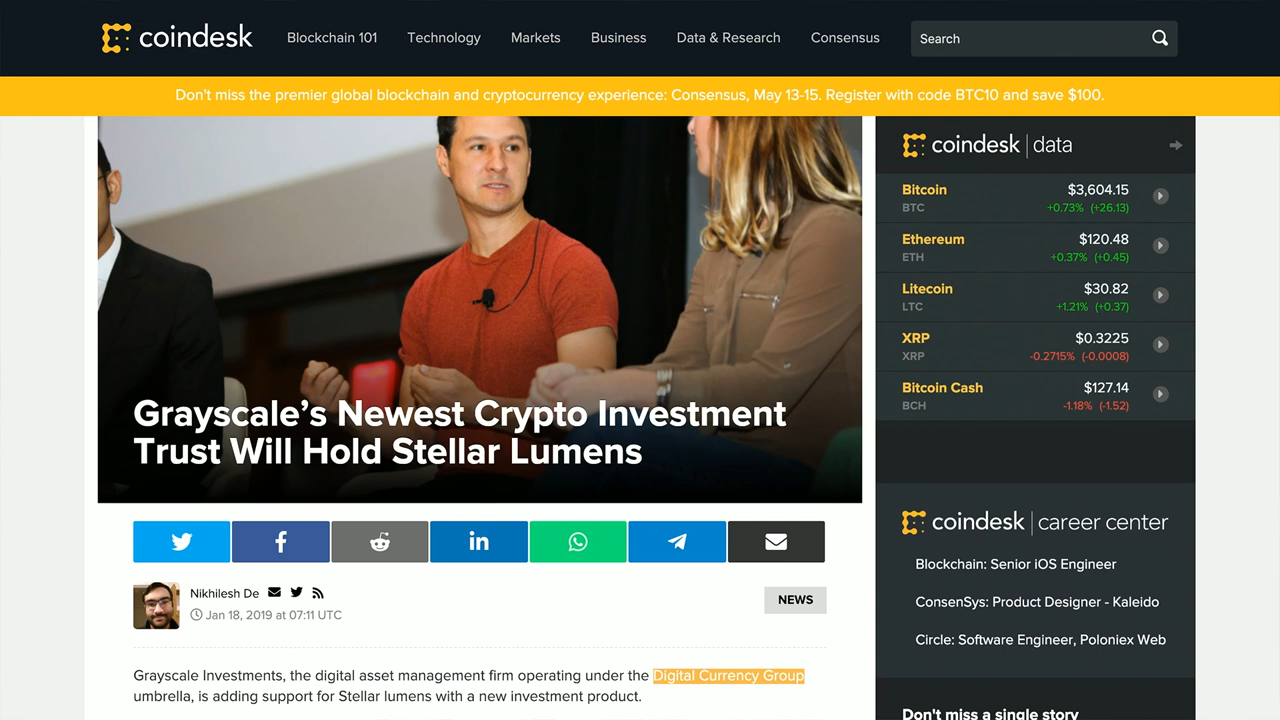 coindesk
Blockchain 101
Technology
Markets
Business
Data & Research
Consensus
Search
Don't miss the premier global blockchain and cryptocurrency experience: Consensus, May 13-15. Register with code BTC10 and save $100.
Grayscale's Newest Crypto Investment
Trust Will Hold Stellar Lumens
Nikhilesh De
Jan 18, 2019 at 07:11 UTC
NEWS
Grayscale Investments, the digital asset management firm operating under the Digital Currency Group
umbrella, is adding support for Stellar lumens with a new investment product.
coindesk | data
Bitcoin $3,604.15
BTC +0.73% (+26.13)
Ethereum $120.48
ETH +0.37% (+0.45)
Litecoin $30.82
LTC +1.21% (+0.37)
XRP $0.3225
XRP -0.2715% (-0.0008)
Bitcoin Cash $127.14
BCH -1.18% (-1.52)
coindesk | career center
Blockchain: Senior iOS Engineer
ConsenSys: Product Designer - Kaleido
Circle: Software Engineer, Poloniex Web
Don't miss a single story